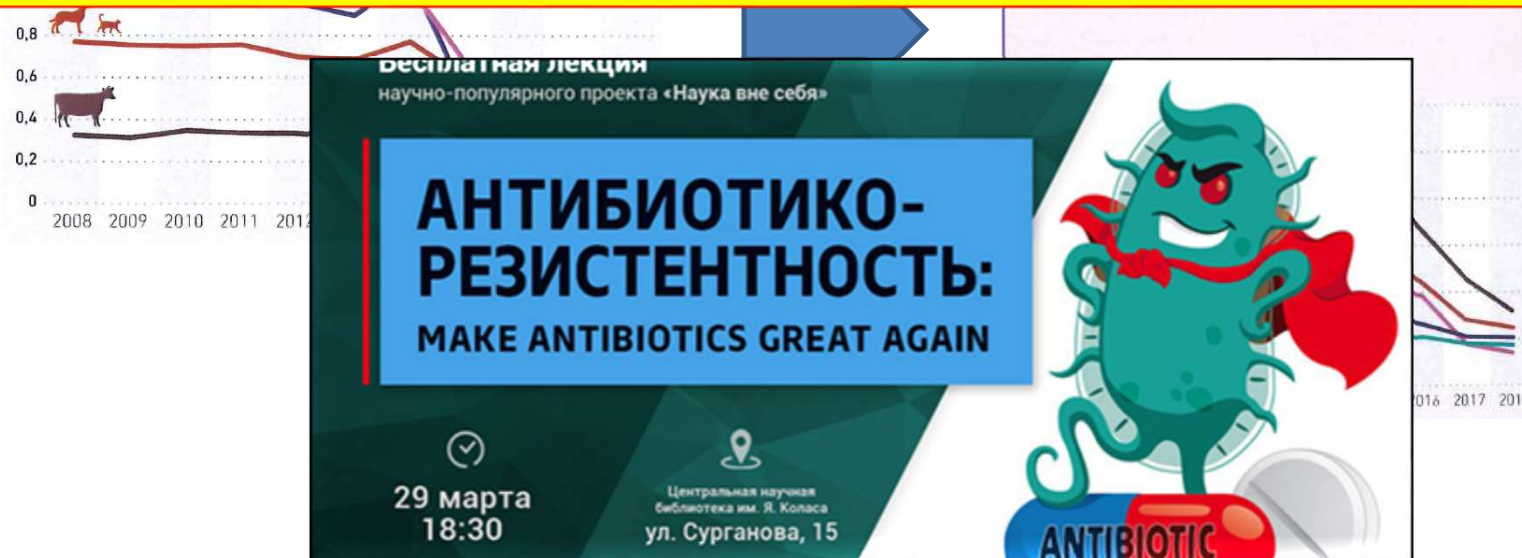 0,8
0,6
0,4
0,2
0
2008 2009 2010 2011 2012
Бесплатная лекция
научно-популярного проекта «Наука вне себя»
АНТИБИОТИКО-
РЕЗИСТЕНТНОСТЬ:
MAKE ANTIBIOTICS GREAT AGAIN
29 марта
18:30
Центральная научная
библиотека им. Я. Коласа
ул. Сурганова, 15
ANTIBIOTIC
2016 2017 201